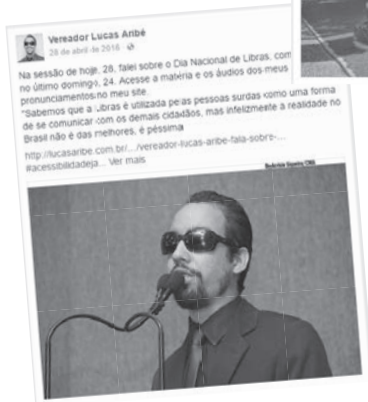 Vereador Lucas Aribé
28 de abril de 2016
Na sessão de hoje, 28, falei sobre o Dia Nacional de Libras, com
no último domingo, 24. Acesse a matéria e os áudios dos meus
pronunciamentos no meu site.
"Sabemos que a Libras é utilizada pelas pessoas surdas como uma forma
de se comunicar com os demais cidadãos, mas infelizmente a realidade no
Brasil não é das melhores, é péssima
http://lucasaribe.com.br/.../vereador-lucas-aribe-fala-sobre-...
#acessibilidadeja... Ver mais